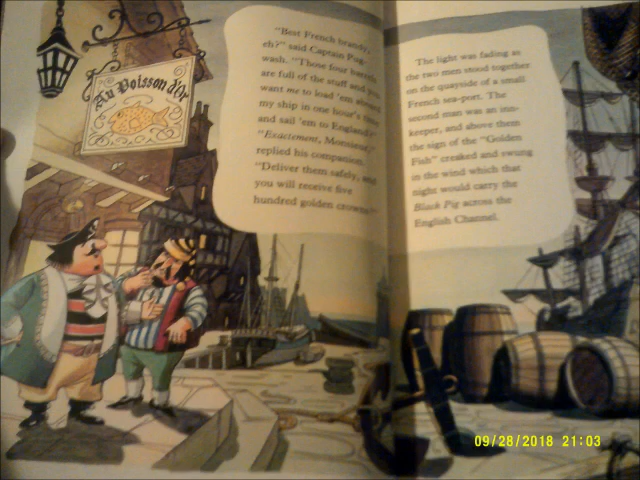 Au Poisson d'Or
"Best French brandy,
eh?" said Captain Pug-
wash. "Those four barrels
are full of the stuff and you
want me to load 'em aboard
my ship in one hour's time
and sail 'em to England?"
"Exactement, Monsieur,"
replied his companion.
"Deliver them safely, and
you will receive five
hundred golden crowns!"
The light was fading as
the two men stood together
on the quayside of a small
French sea-port. The
second man was an inn-
keeper, and above them
the sign of the "Golden
Fish" creaked and swung
in the wind which that
night would carry the
Black Pig across the
English Channel.
09/28/2018 21:03